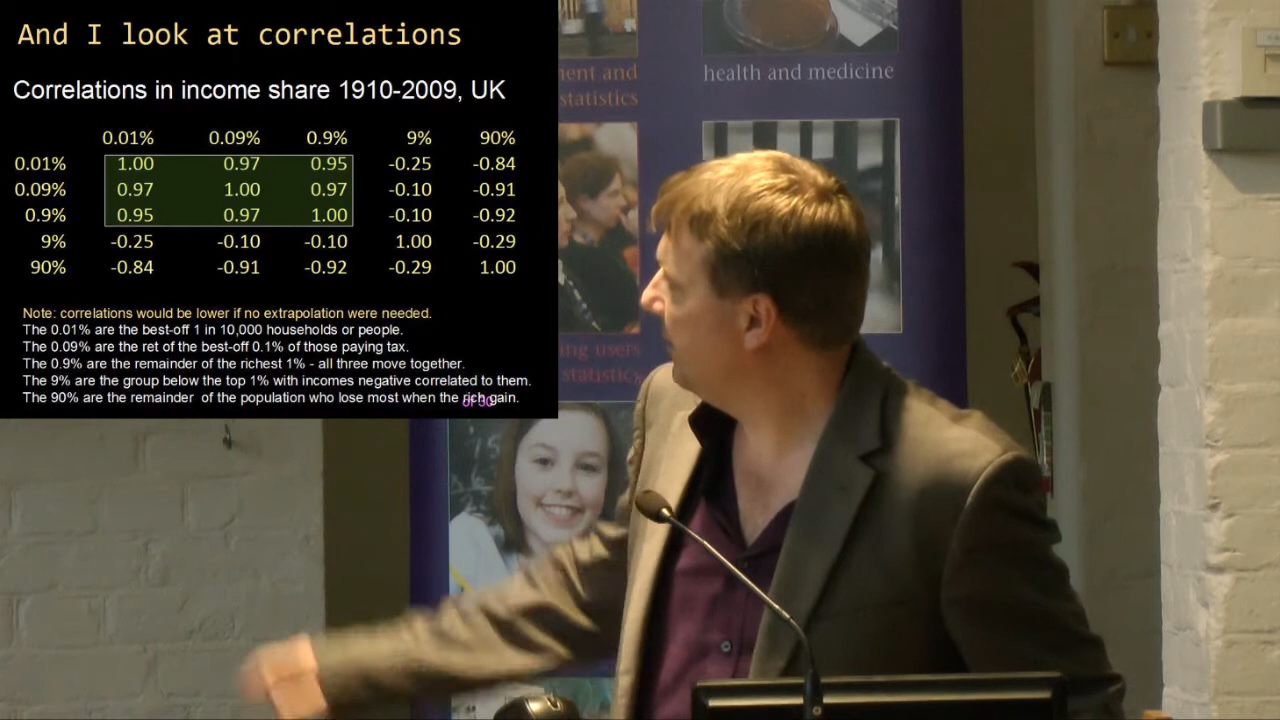 And I look at correlations
Correlations in income share 1910-2009, UK
0.01% 0.09% 0.9% 9% 90%
0.01% 1.00 0.97 0.95 -0.25 -0.84
0.09% 0.97 1.00 0.97 -0.10 -0.91
0.9% 0.95 0.97 1.00 -0.10 -0.92
9% -0.25 -0.10 -0.10 1.00 -0.29
90% -0.84 -0.91 -0.92 -0.29 1.00
Note: correlations would be lower if no extrapolation were needed.
The 0.01% are the best-off 1 in 10,000 households or people.
The 0.09% are the ret of the best-off 0.1% of those paying tax.
The 0.9% are the remainder of the richest 1% - all three move together.
The 9% are the group below the top 1% with incomes negative correlated to them.
The 90% are the remainder of the population who lose most when the rich gain.
of 30
ent and
statistics
health and medicine
ing users
statistics